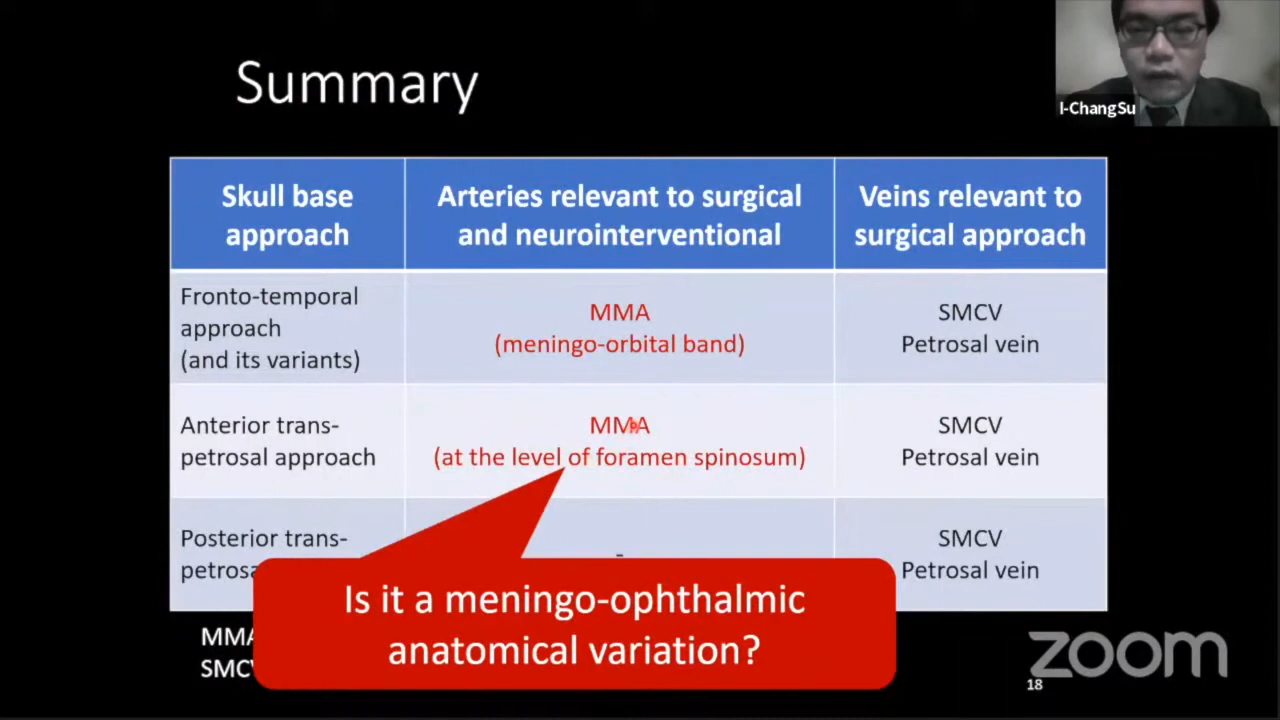 I-ChangSu
Summary
Skull base
approach
Arteries relevant to surgical
and neurointerventional
Veins relevant to
surgical approach
Fronto-temporal
approach
(and its variants)
MMA
(meningo-orbital band)
SMCV
Petrosal vein
Anterior trans-
petrosal approach
MMA
(at the level of foramen spinosum)
SMCV
Petrosal vein
Posterior trans-
-
SMCV
Petrosal vein
Is it a meningo-ophthalmic
anatomical variation?
MMA
zoom
18